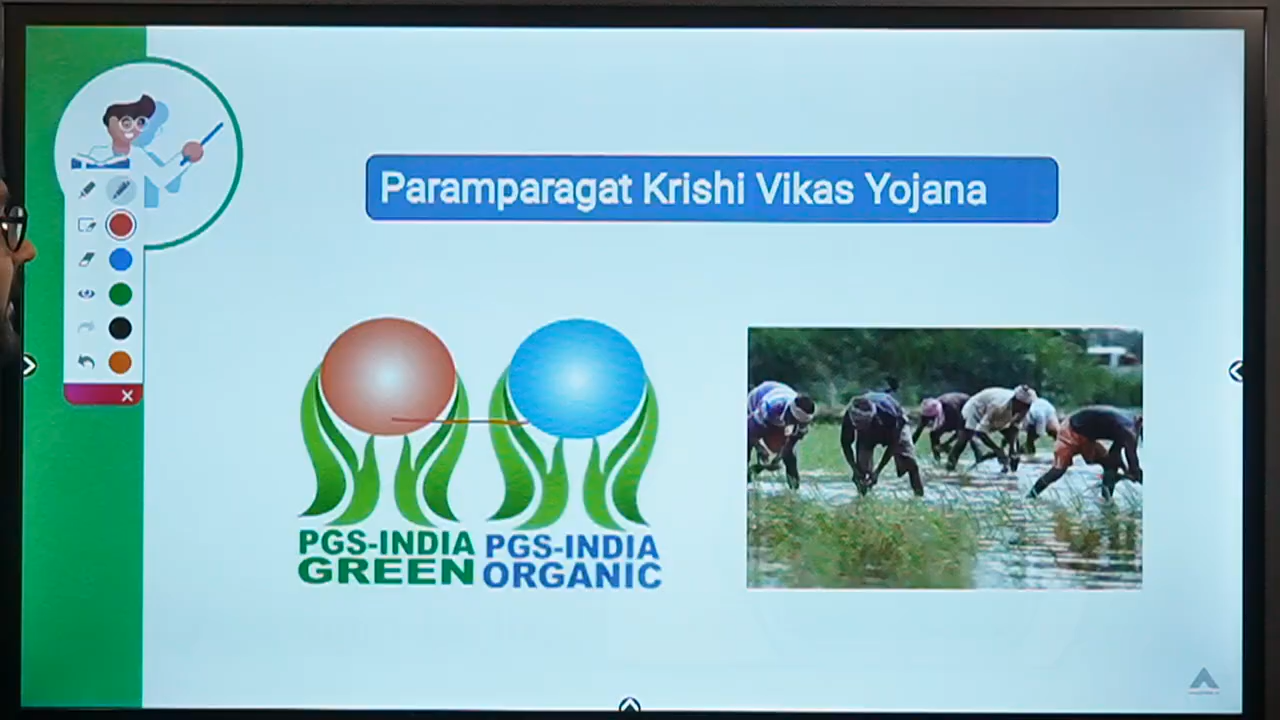 Paramparagat Krishi Vikas Yojana
PGS-INDIA
GREEN
PGS-INDIA
ORGANIC